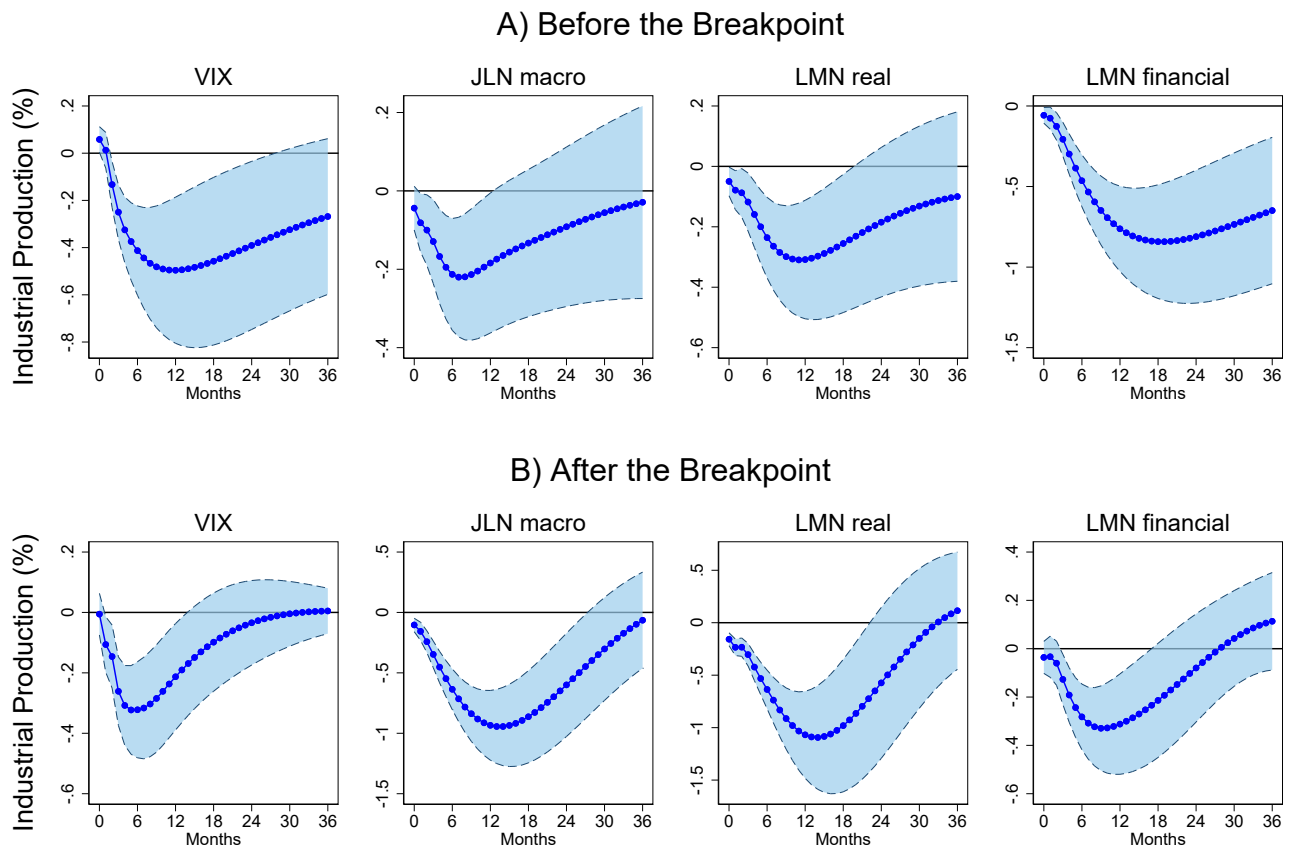 A) Before the Breakpoint
VIX
JLN macro
LMN real
LMN financial
Industrial Production (%)
.2
0
-.2
-.4
-.6
-.8
0 6 12 18 24 30 36
Months
.2
0
-.2
-.4
0 6 12 18 24 30 36
Months
.2
0
-.2
-.4
-.6
0 6 12 18 24 30 36
Months
0
-.5
-1
-1.5
0 6 12 18 24 30 36
Months
B) After the Breakpoint
VIX
JLN macro
LMN real
LMN financial
Industrial Production (%)
.2
0
-.2
-.4
-.6
0 6 12 18 24 30 36
Months
.5
0
-.5
-1
-1.5
0 6 12 18 24 30 36
Months
.5
0
-.5
-1
-1.5
0 6 12 18 24 30 36
Months
.4
.2
0
-.2
-.4
-.6
0 6 12 18 24 30 36
Months